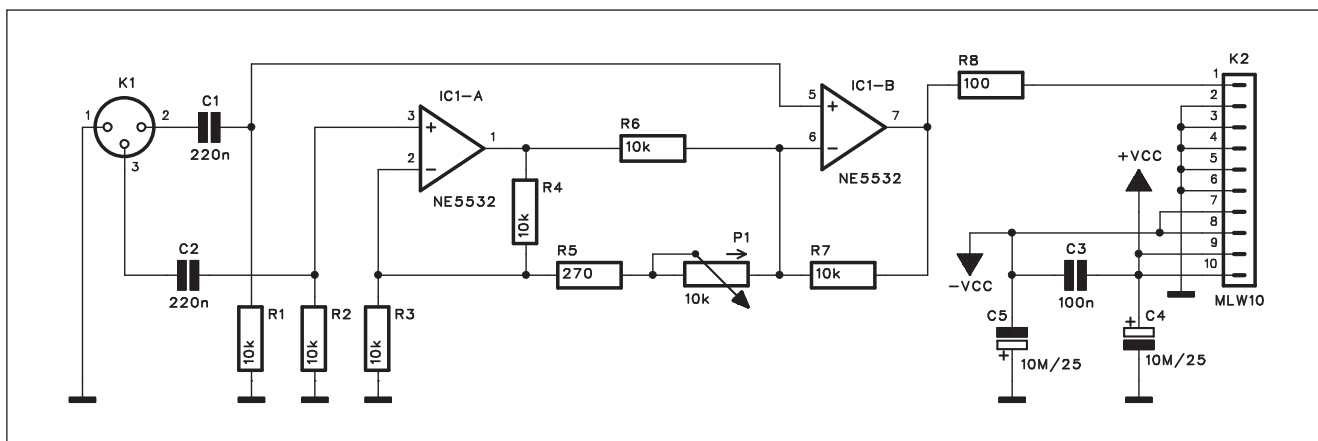 K1
1
2
3
C1
220n
C2
220n
R1
10k
R2
10k
R3
10k
IC1-A
3
+
2
−
1
NE5532
R4
10k
R5
270
R6
10k
P1
10k
R7
10k
IC1-B
5
+
6
−
7
NE5532
R8
100
+VCC
-VCC
C3
100n
C5
+
10M/25
C4
+
10M/25
K2
1
2
3
4
5
6
7
8
9
10
MLW10